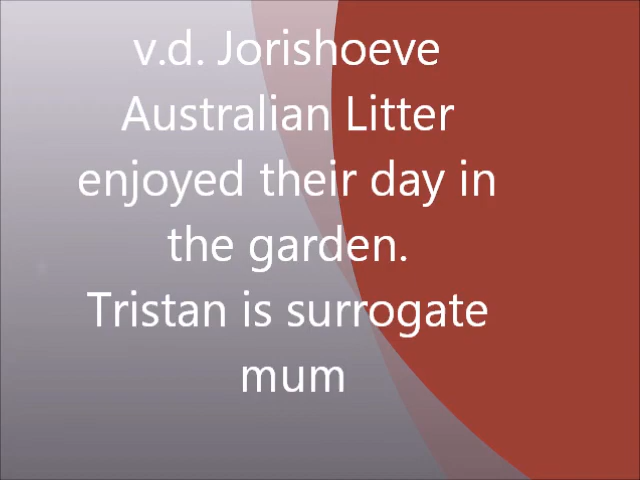 v.d. Jorishoeve
Australian Litter
enjoyed their day in
the garden.
Tristan is surrogate
mum